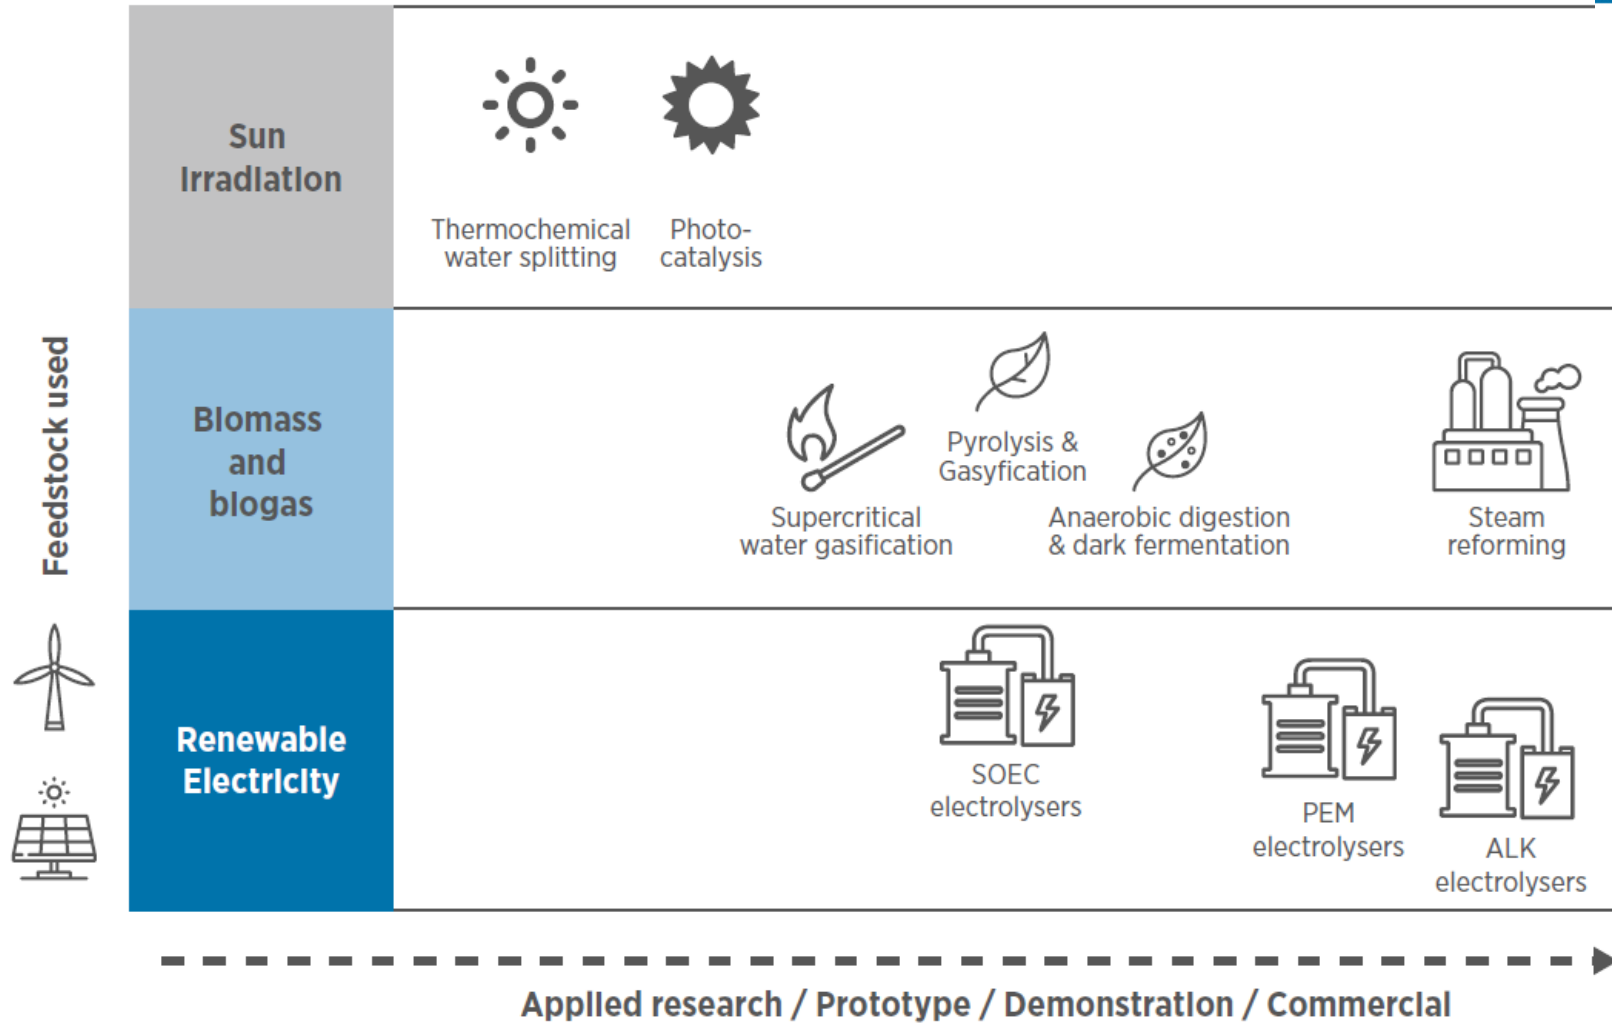 Feedstock used
Sun
Irradiation
Thermochemical
water splitting
Photo-
catalysis
Biomass
and
biogas
Supercritical
water gasification
Pyrolysis &
Gasyfication
Anaerobic digestion
& dark fermentation
Steam
reforming
Renewable
Electricity
SOEC
electrolysers
PEM
electrolysers
ALK
electrolysers
Applied research / Prototype / Demonstration / Commercial